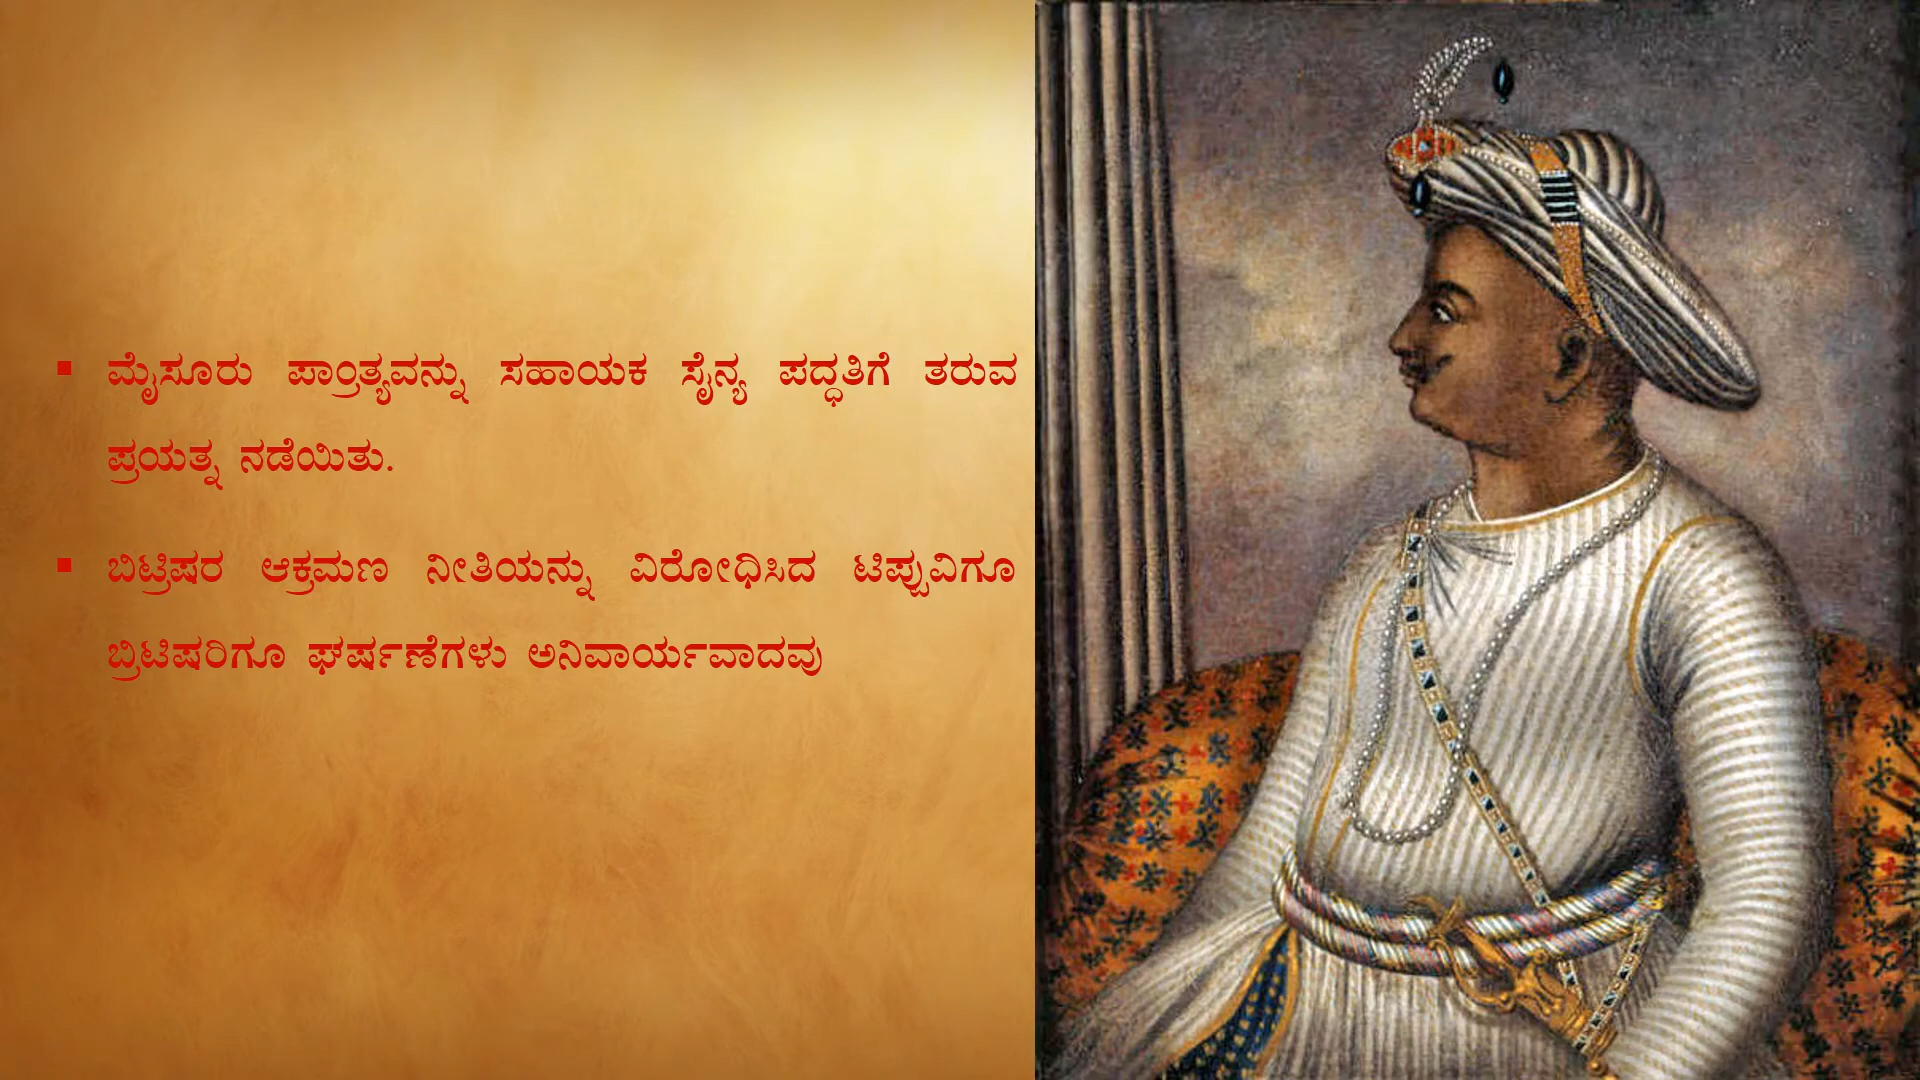 ▪ ಮೈಸೂರು ಪಾಂತ್ರ್ಯವನ್ನು ಸಹಾಯಕ ಸೈನ್ಯ ಪದ್ಧತಿಗೆ ತರುವ
ಪ್ರಯತ್ನ ನಡೆಯಿತು.
▪ ಬಿಟ್ರಿಷರ ಆಕ್ರಮಣ ನೀತಿಯನ್ನು ವಿರೋಧಿಸಿದ ಟಿಪ್ಪುವಿಗೂ
ಬ್ರಿಟಿಷರಿಗೂ ಘರ್ಷಣೆಗಳು ಅನಿವಾರ್ಯವಾದವು